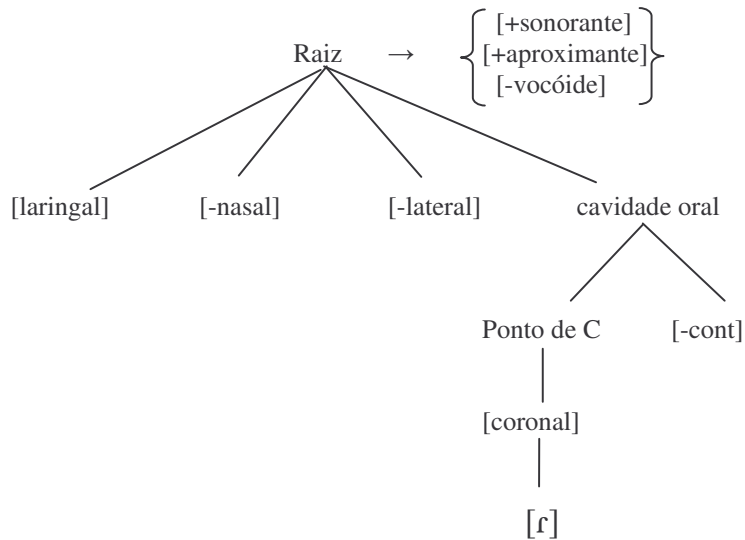 [+sonorante]
Raiz → [+aproximante]
[-vocóide]
[laringal] [-nasal] [-lateral] cavidade oral
Ponto de C [-cont]
[coronal]
[ɾ]